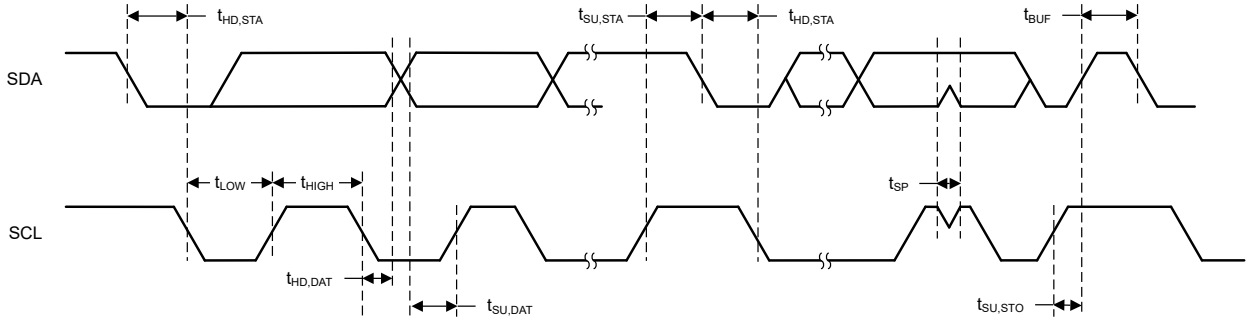 tHD,STA
tSU,STA
tHD,STA
tBUF
SDA
tLOW
tHIGH
tSP
SCL
tHD,DAT
tSU,DAT
tSU,STO